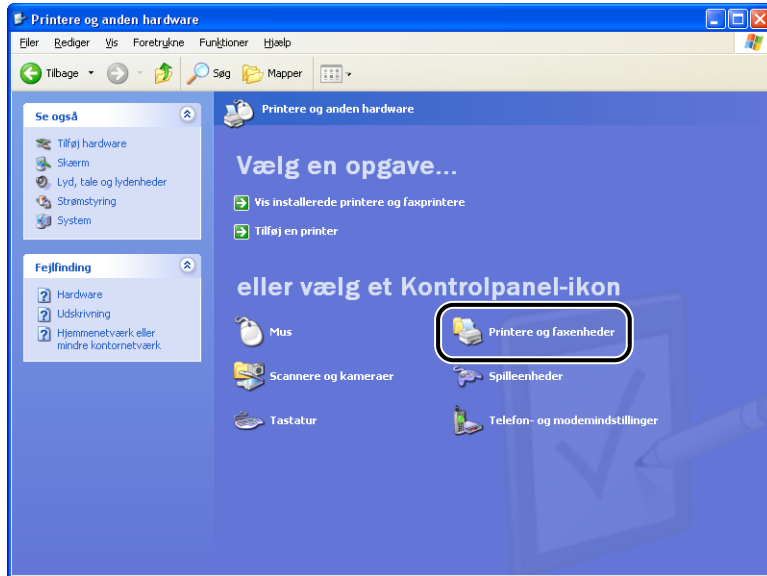 Printere og anden hardware
Filer Rediger Vis Foretrukne Funktioner Hjælp
Tilbage Søg Mapper
Se også
Tilføj hardware
Skærm
Lyd, tale og lydenheder
Strømstyring
System
Fejlfinding
Hardware
Udskrivning
Hjemmenetværk eller
mindre kontornetværk
Printere og anden hardware
Vælg en opgave...
Vis installerede printere og faxprintere
Tilføj en printer
eller vælg et Kontrolpanel-ikon
Mus
Printere og faxenheder
Scannere og kameraer
Spilleenheder
Tastatur
Telefon- og modemindstillinger